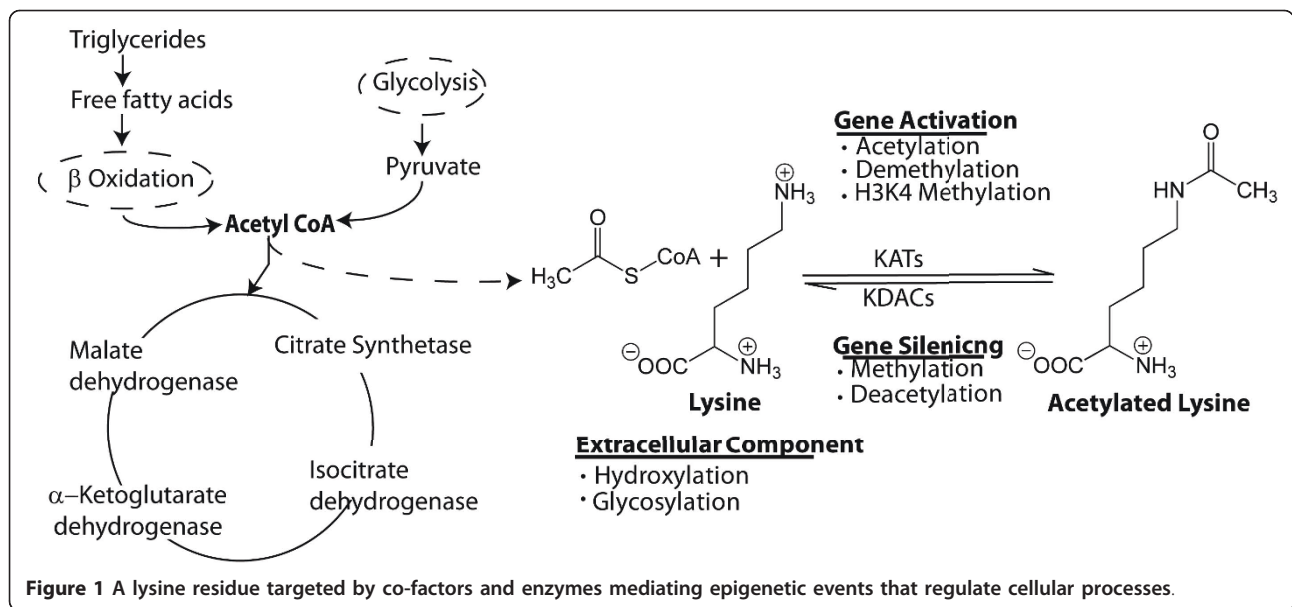 Triglycerides
Free fatty acids
β Oxidation
Glycolysis
Pyruvate
Acetyl CoA
Malate
dehydrogenase
Citrate Synthetase
α–Ketoglutarate
dehydrogenase
Isocitrate
dehydrogenase
O
H₃C
S
CoA +
⊕
NH₃
⊖
OOC
⊕
NH₃
Lysine
Extracellular Component
• Hydroxylation
• Glycosylation
Gene Activation
• Acetylation
• Demethylation
• H3K4 Methylation
KATs
KDACs
Gene Silenicng
• Methylation
• Deacetylation
O
HN
CH₃
⊖
OOC
⊕
NH₃
Acetylated Lysine
Figure 1 A lysine residue targeted by co-factors and enzymes mediating epigenetic events that regulate cellular processes.